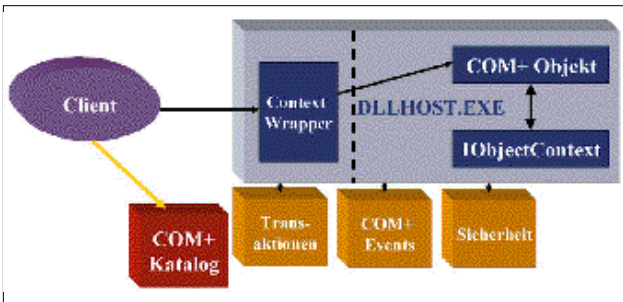 Client
Context
Wrapper
DLLHOST.EXE
COM+ Objekt
IObjectContext
COM+
Katalog
Trans-
aktionen
COM+
Events
Sicherheit